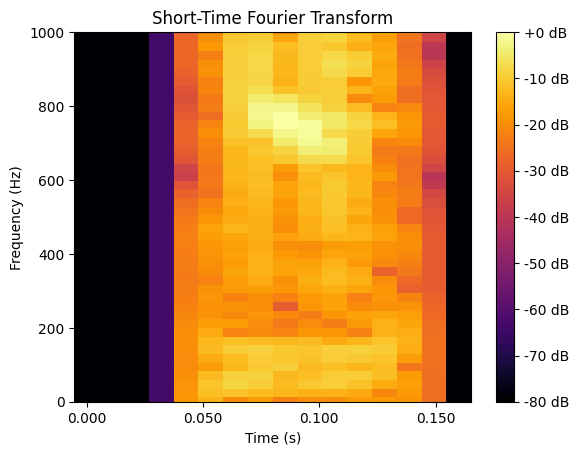 Short-Time Fourier Transform
1000
800
600
400
200
0
Frequency (Hz)
0.000
0.050
0.100
0.150
Time (s)
+0 dB
-10 dB
-20 dB
-30 dB
-40 dB
-50 dB
-60 dB
-70 dB
-80 dB